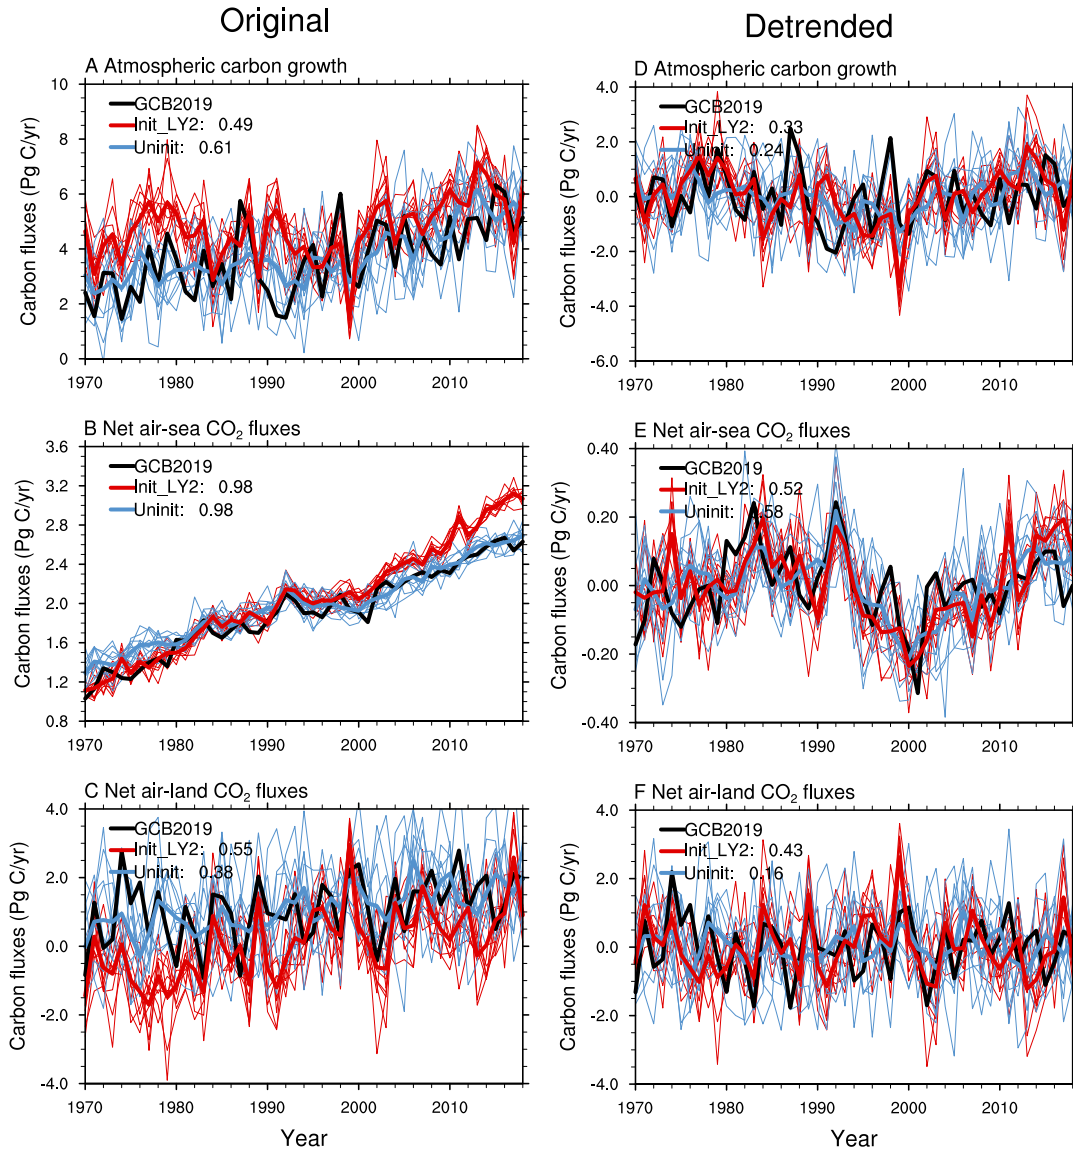 Original
Detrended
A Atmospheric carbon growth
GCB2019
Init_LY2: 0.49
Uninit: 0.61
Carbon fluxes (Pg C/yr)
10
8
6
4
2
0
1970 1980 1990 2000 2010
D Atmospheric carbon growth
GCB2019
Init_LY2: 0.33
Uninit: 0.24
Carbon fluxes (Pg C/yr)
4.0
2.0
0.0
-2.0
-4.0
-6.0
1970 1980 1990 2000 2010
B Net air-sea CO₂ fluxes
GCB2019
Init_LY2: 0.98
Uninit: 0.98
Carbon fluxes (Pg C/yr)
3.6
3.2
2.8
2.4
2.0
1.6
1.2
0.8
1970 1980 1990 2000 2010
E Net air-sea CO₂ fluxes
GCB2019
Init_LY2: 0.52
Uninit: 0.58
Carbon fluxes (Pg C/yr)
0.40
0.20
0.00
-0.20
-0.40
1970 1980 1990 2000 2010
C Net air-land CO₂ fluxes
GCB2019
Init_LY2: 0.55
Uninit: 0.38
Carbon fluxes (Pg C/yr)
4.0
2.0
0.0
-2.0
-4.0
1970 1980 1990 2000 2010
Year
F Net air-land CO₂ fluxes
GCB2019
Init_LY2: 0.43
Uninit: 0.16
Carbon fluxes (Pg C/yr)
4.0
2.0
0.0
-2.0
-4.0
1970 1980 1990 2000 2010
Year